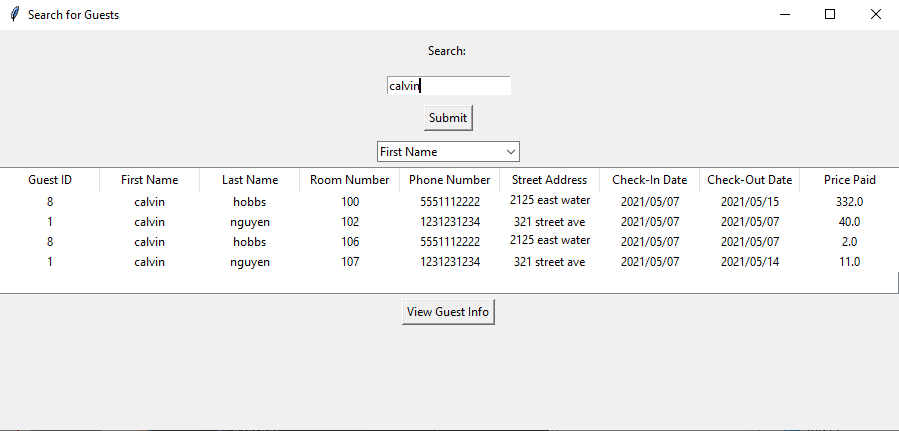 Search for Guests
Search:
calvin
Submit
First Name
Guest ID First Name Last Name Room Number Phone Number Street Address Check-In Date Check-Out Date Price Paid
8 calvin hobbs 100 5551112222 2125 east water 2021/05/07 2021/05/15 332.0
1 calvin nguyen 102 1231231234 321 street ave 2021/05/07 2021/05/07 40.0
8 calvin hobbs 106 5551112222 2125 east water 2021/05/07 2021/05/07 2.0
1 calvin nguyen 107 1231231234 321 street ave 2021/05/07 2021/05/14 11.0
View Guest Info